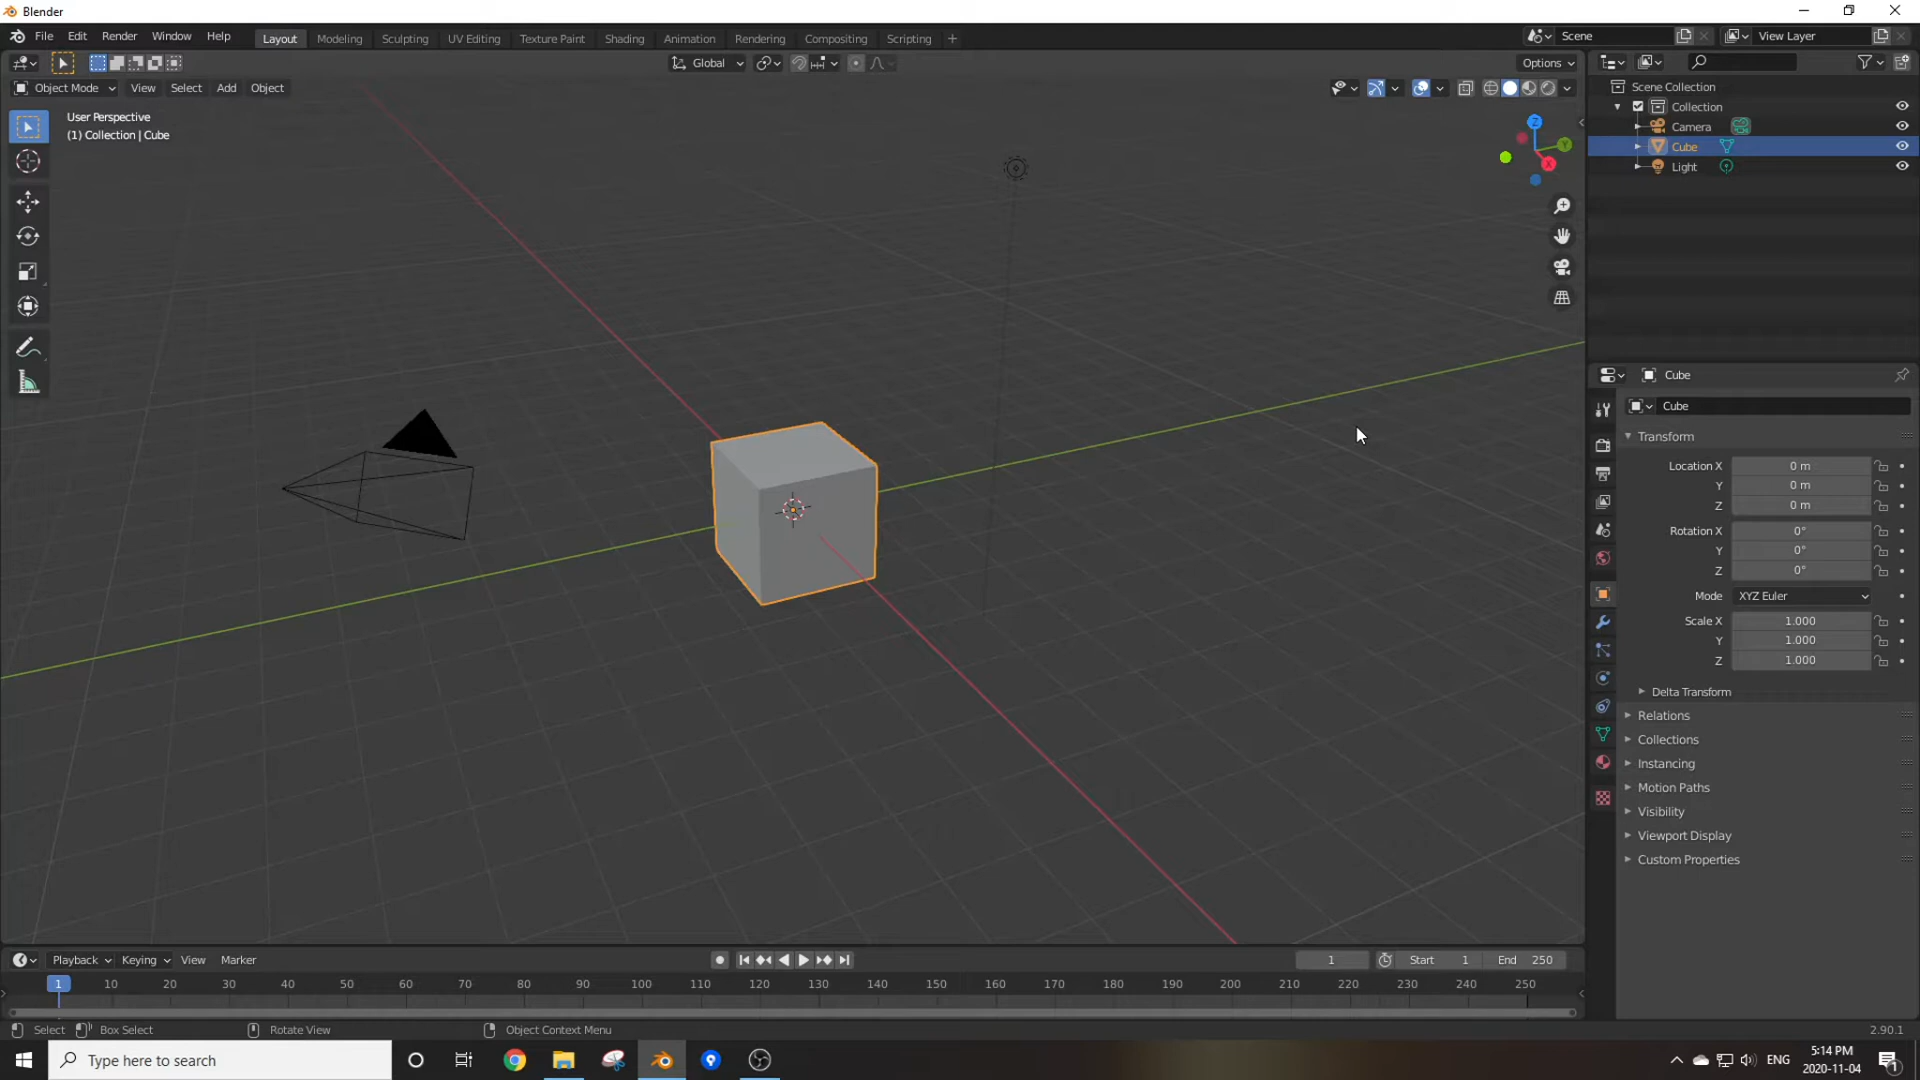 Blender
File Edit Render Window Help
Layout Modeling Sculpting UV Editing Texture Paint Shading Animation Rendering Compositing Scripting +
Scene
View Layer
Global
Options
Object Mode View Select Add Object
User Perspective
(1) Collection | Cube
Z
Y
X
Scene Collection
Collection
Camera
Cube
Light
Cube
Cube
Transform
Location X 0 m
Y 0 m
Z 0 m
Rotation X 0°
Y 0°
Z 0°
Mode XYZ Euler
Scale X 1.000
Y 1.000
Z 1.000
Delta Transform
Relations
Collections
Instancing
Motion Paths
Visibility
Viewport Display
Custom Properties
Playback Keying View Marker
1 Start 1 End 250
1 10 20 30 40 50 60 70 80 90 100 110 120 130 140 150 160 170 180 190 200 210 220 230 240 250
Select Box Select Rotate View Object Context Menu 2.90.1
Type here to search
ENG
5:14 PM
2020-11-04
1